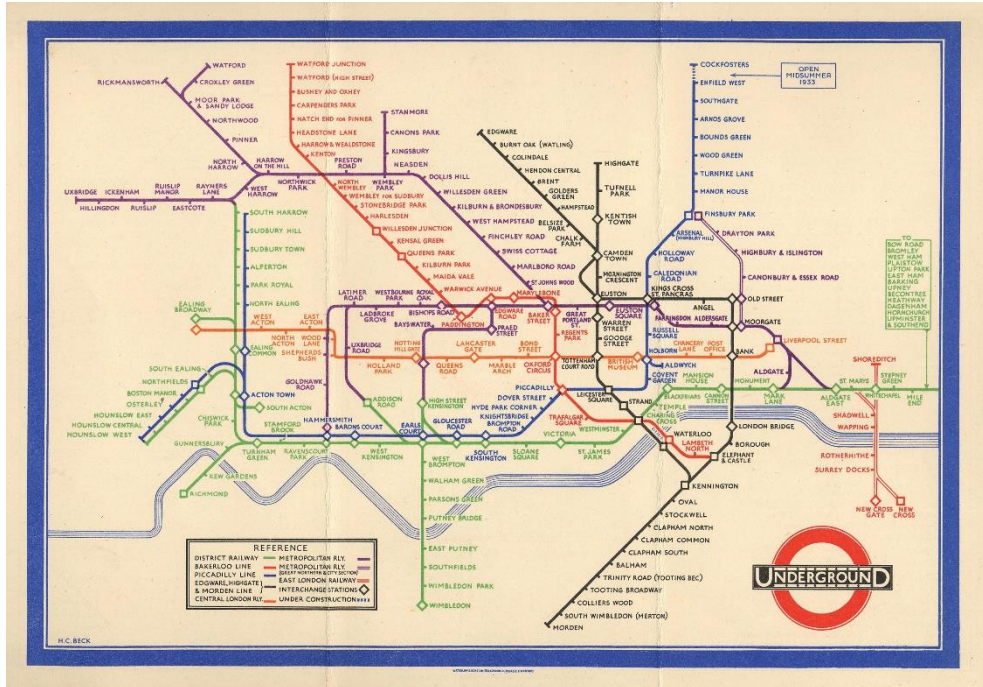 COCKFOSTERS
OPEN
MIDSUMMER
1933
ENFIELD WEST
SOUTHGATE
ARNOS GROVE
BOUNDS GREEN
WOOD GREEN
TURNPIKE LANE
MANOR HOUSE
FINSBURY PARK
ARSENAL
(HIGHBURY HILL)
HOLLOWAY
ROAD
CALEDONIAN
ROAD
KINGS CROSS
ST. PANCRAS
RUSSELL
SQUARE
HOLBORN
ALDWYCH
COVENT
GARDEN
DRAYTON PARK
HIGHBURY & ISLINGTON
CANONBURY & ESSEX ROAD
OLD STREET
MOORGATE
RICKMANSWORTH
WATFORD
CROXLEY GREEN
MOOR PARK
& SANDY LODGE
NORTHWOOD
PINNER
NORTH
HARROW
HARROW
ON THE HILL
WEST
HARROW
RAYNERS
LANE
EASTCOTE
RUISLIP
MANOR
RUISLIP
ICKENHAM
HILLINGDON
UXBRIDGE
NORTHWICK
PARK
PRESTON
ROAD
WEMBLEY
PARK
STANMORE
CANONS PARK
KINGSBURY
NEASDEN
DOLLIS HILL
WILLESDEN GREEN
KILBURN & BRONDESBURY
WEST HAMPSTEAD
FINCHLEY ROAD
SWISS COTTAGE
MARLBORO ROAD
ST JOHNS WOOD
WATFORD JUNCTION
WATFORD (HIGH STREET)
BUSHEY AND OXHEY
CARPENDERS PARK
HATCH END FOR PINNER
HEADSTONE LANE
HARROW & WEALDSTONE
KENTON
NORTH
WEMBLEY
WEMBLEY FOR SUDBURY
STONEBRIDGE PARK
HARLESDEN
WILLESDEN JUNCTION
KENSAL GREEN
QUEENS PARK
KILBURN PARK
MAIDA VALE
WARWICK AVENUE
PADDINGTON
EDGWARE
ROAD
MARYLEBONE
BAKER
STREET
REGENTS
PARK
OXFORD
CIRCUS
PICCADILLY
TRAFALGAR
SQUARE
EDGWARE
BURNT OAK (WATLING)
COLINDALE
HENDON CENTRAL
BRENT
GOLDERS
GREEN
HAMPSTEAD
BELSIZE
PARK
CHALK
FARM
HIGHGATE
TUFNELL
PARK
KENTISH
TOWN
CAMDEN
TOWN
MORNINGTON
CRESCENT
EUSTON
WARREN
STREET
GOODGE
STREET
TOTTENHAM
COURT ROAD
LEICESTER
SQUARE
STRAND
ANGEL
SOUTH HARROW
SUDBURY HILL
SUDBURY TOWN
ALPERTON
PARK ROYAL
NORTH EALING
EALING
BROADWAY
EALING
COMMON
WEST
ACTON
EAST
ACTON
NORTH
ACTON
WOOD LANE
SHEPHERDS
BUSH
HOLLAND
PARK
NOTTING
HILL GATE
QUEENS
ROAD
LANCASTER
GATE
MARBLE
ARCH
BOND
STREET
BRITISH
MUSEUM
CHANCERY
LANE
POST
OFFICE
BANK
LIVERPOOL STREET
LATIMER
ROAD
LADBROKE
GROVE
WESTBOURNE
PARK
ROYAL
OAK
BISHOPS ROAD
BAYSWATER
PRAED
STREET
UXBRIDGE
ROAD
GOLDHAWK
ROAD
GREAT
PORTLAND
ST.
EUSTON
SQUARE
FARRINGDON
ALDERSGATE
ALDGATE
SOUTH EALING
NORTHFIELDS
BOSTON MANOR
OSTERLEY
HOUNSLOW EAST
HOUNSLOW CENTRAL
HOUNSLOW WEST
ACTON TOWN
SOUTH ACTON
CHISWICK
PARK
GUNNERSBURY
KEW GARDENS
RICHMOND
TURNHAM
GREEN
STAMFORD
BROOK
RAVENSCOURT
PARK
HAMMERSMITH
BARONS COURT
WEST
KENSINGTON
ADDISON
ROAD
EARLS
COURT
HIGH STREET
KENSINGTON
GLOUCESTER
ROAD
SOUTH
KENSINGTON
DOVER STREET
HYDE PARK CORNER
KNIGHTSBRIDGE
BROMPTON
ROAD
SLOANE
SQUARE
VICTORIA
ST. JAMES
PARK
WESTMINSTER
CHARING
CROSS
TEMPLE
BLACKFRIARS
MANSION
HOUSE
CANNON
STREET
MONUMENT
MARK
LANE
ALDGATE
EAST
ST MARYS
WHITECHAPEL
STEPNEY
GREEN
MILE
END
TO
BOW ROAD
BROMLEY
WEST HAM
PLAISTOW
UPTON PARK
EAST HAM
BARKING
UPNEY
BECONTREE
HEATHWAY
DAGENHAM
HORNCHURCH
UPMINSTER
& SOUTHEND
SHOREDITCH
SHADWELL
WAPPING
ROTHERHITHE
SURREY DOCKS
NEW CROSS
GATE
NEW
CROSS
WEST
BROMPTON
WALHAM GREEN
PARSONS GREEN
PUTNEY BRIDGE
EAST PUTNEY
SOUTHFIELDS
WIMBLEDON PARK
WIMBLEDON
WATERLOO
LAMBETH
NORTH
ELEPHANT
& CASTLE
LONDON BRIDGE
BOROUGH
KENNINGTON
OVAL
STOCKWELL
CLAPHAM NORTH
CLAPHAM COMMON
CLAPHAM SOUTH
BALHAM
TRINITY ROAD (TOOTING BEC)
TOOTING BROADWAY
COLLIERS WOOD
SOUTH WIMBLEDON (MERTON)
MORDEN
REFERENCE
DISTRICT RAILWAY
BAKERLOO LINE
PICCADILLY LINE
EDGWARE, HIGHGATE
& MORDEN LINE
CENTRAL LONDON RLY.
METROPOLITAN RLY.
METROPOLITAN RLY.
(GREAT NORTHERN & CITY SECTION)
EAST LONDON RAILWAY
INTERCHANGE STATIONS
UNDER CONSTRUCTION
UNDERGROUND
H.C. BECK